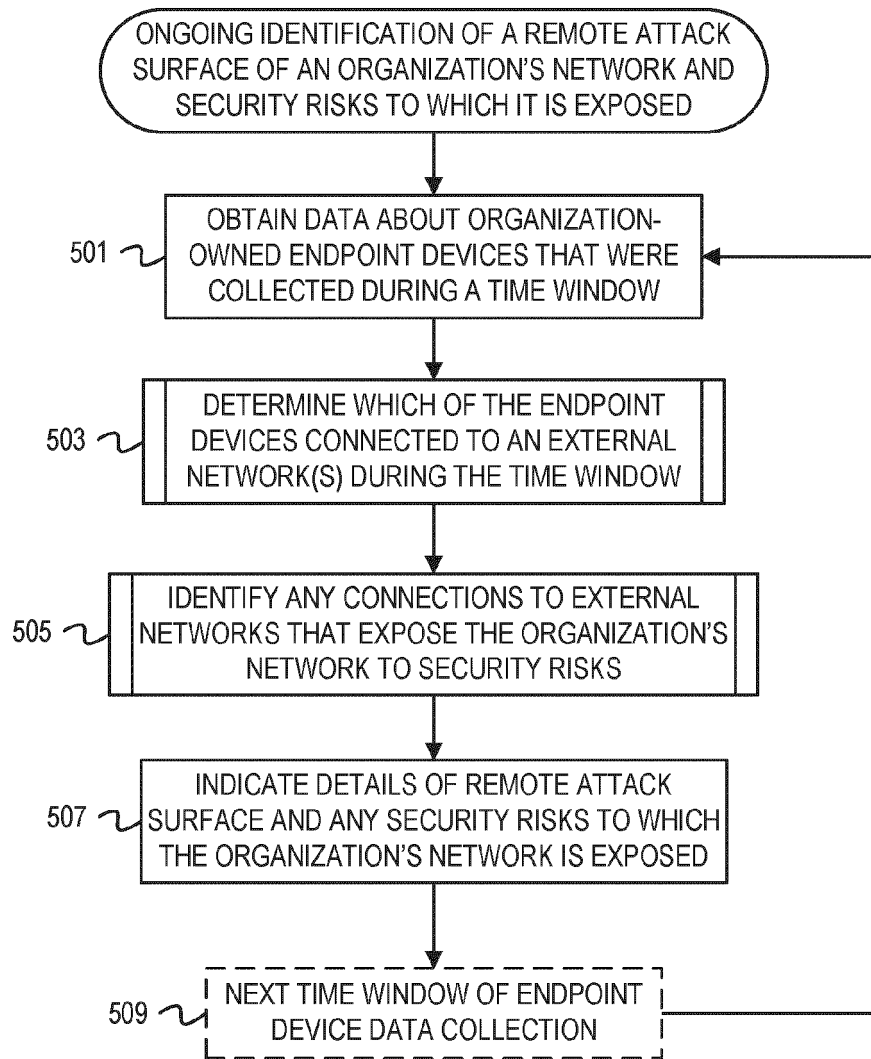 ONGOING IDENTIFICATION OF A REMOTE ATTACK
SURFACE OF AN ORGANIZATION'S NETWORK AND
SECURITY RISKS TO WHICH IT IS EXPOSED
501
OBTAIN DATA ABOUT ORGANIZATION-
OWNED ENDPOINT DEVICES THAT WERE
COLLECTED DURING A TIME WINDOW
503
DETERMINE WHICH OF THE ENDPOINT
DEVICES CONNECTED TO AN EXTERNAL
NETWORK(S) DURING THE TIME WINDOW
505
IDENTIFY ANY CONNECTIONS TO EXTERNAL
NETWORKS THAT EXPOSE THE ORGANIZATION'S
NETWORK TO SECURITY RISKS
507
INDICATE DETAILS OF REMOTE ATTACK
SURFACE AND ANY SECURITY RISKS TO WHICH
THE ORGANIZATION'S NETWORK IS EXPOSED
509
NEXT TIME WINDOW OF ENDPOINT
DEVICE DATA COLLECTION